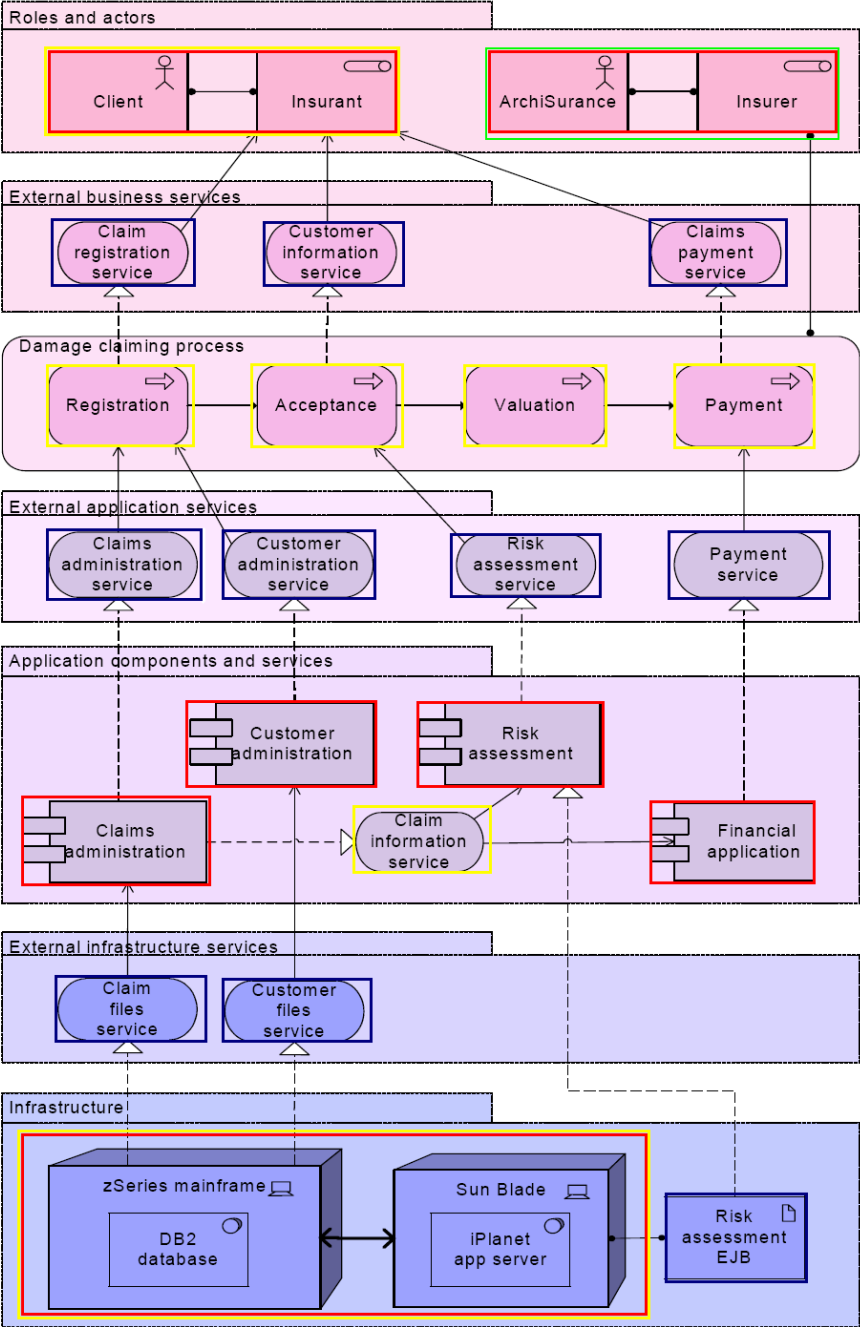 Roles and actors
Client
Insurant
ArchiSurance
Insurer
External business services
Claim
registration
service
Customer
information
service
Claims
payment
service
Damage claiming process
Registration
Acceptance
Valuation
Payment
External application services
Claims
administration
service
Customer
administration
service
Risk
assessment
service
Payment
service
Application components and services
Customer
administration
Risk
assessment
Claims
administration
Claim
information
service
Financial
application
External infrastructure services
Claim
files
service
Customer
files
service
Infrastructure
zSeries mainframe
DB2
database
Sun Blade
iPlanet
app server
Risk
assessment
EJB